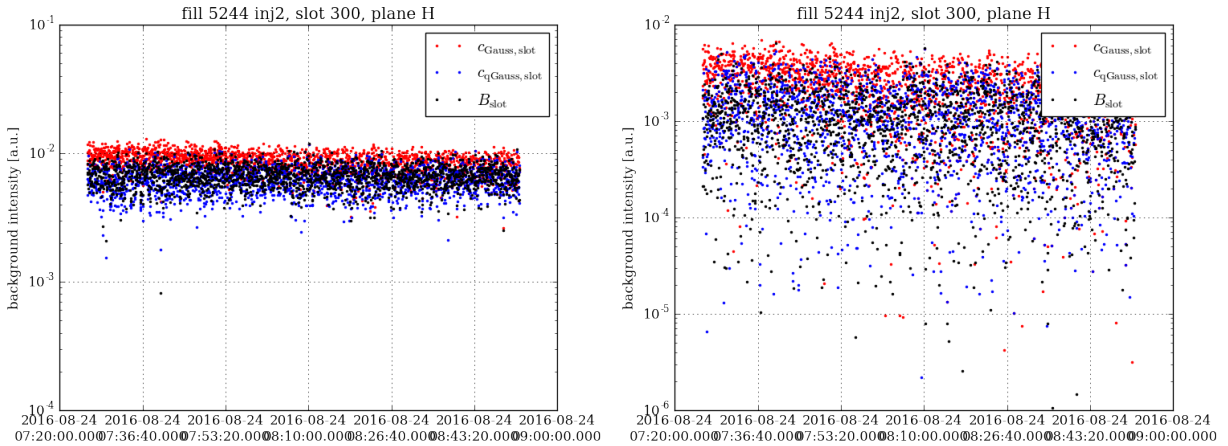 fill 5244 inj2, slot 300, plane H
10^-1
10^-2
10^-3
10^-4
background intensity [a.u.]
c_Gauss,slot
c_qGauss,slot
B_slot
2016-08-24 2016-08-24 2016-08-24 2016-08-24 2016-08-24 2016-08-24 2016-08-24
07:20:00.000 07:36:40.000 07:53:20.000 08:10:00.000 08:26:40.000 08:43:20.000 09:00:00.000
fill 5244 inj2, slot 300, plane H
10^-2
10^-3
10^-4
10^-5
10^-6
background intensity [a.u.]
c_Gauss,slot
c_qGauss,slot
B_slot
2016-08-24 2016-08-24 2016-08-24 2016-08-24 2016-08-24 2016-08-24 2016-08-24
07:20:00.000 07:36:40.000 07:53:20.000 08:10:00.000 08:26:40.000 08:43:20.000 09:00:00.000